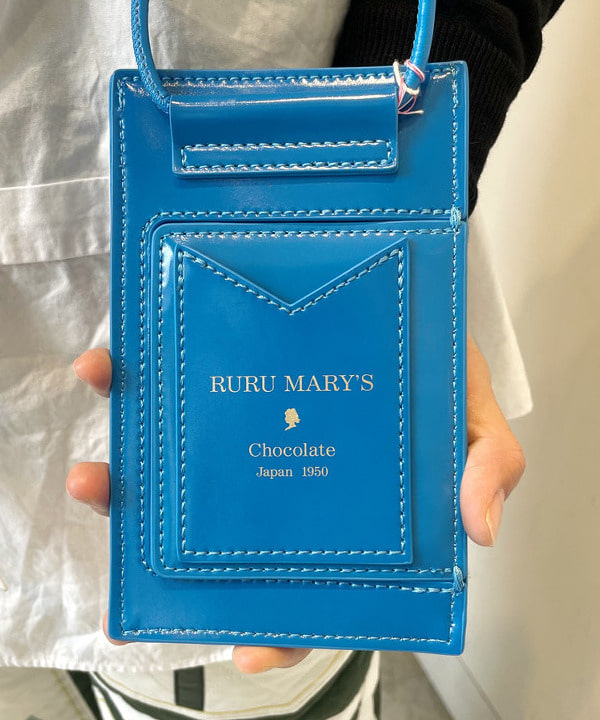 RURU MARY'S
Chocolate
Japan 1950